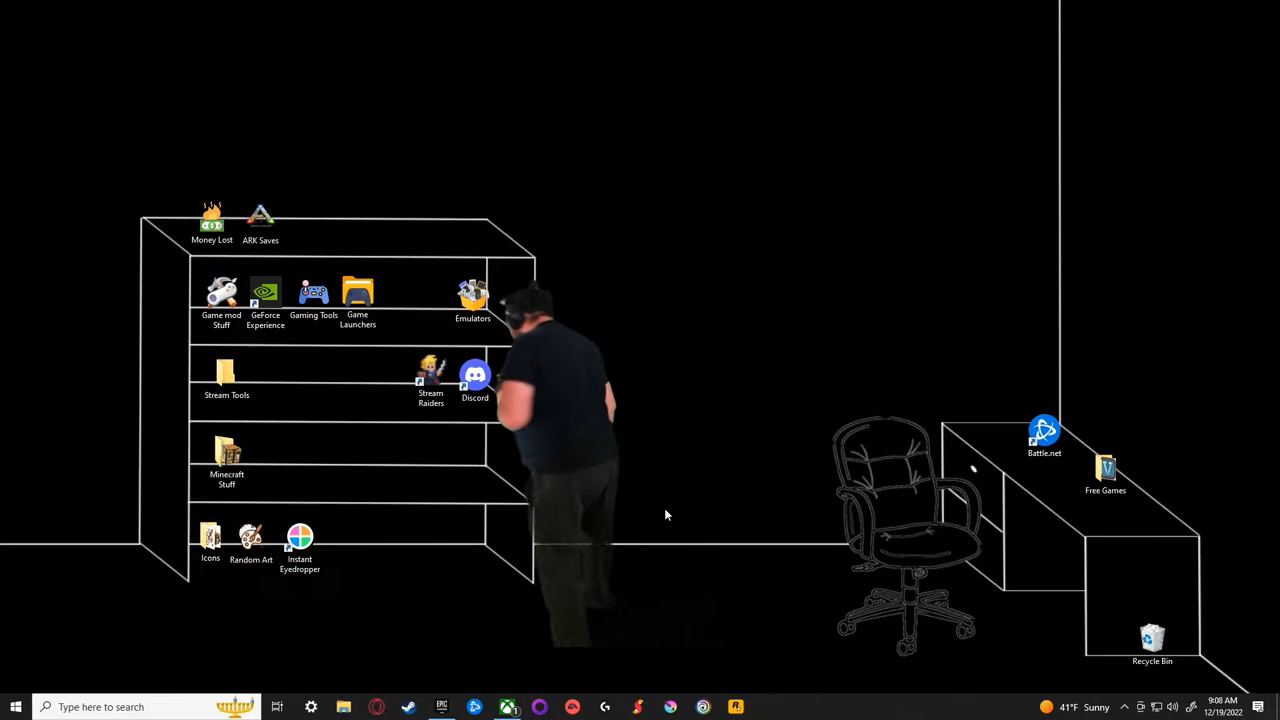 Money Lost
ARK Saves
Game mod
Stuff
GeForce
Experience
Gaming Tools
Game
Launchers
Emulators
Stream Tools
Stream
Raiders
Discord
Minecraft
Stuff
Icons
Random Art
Instant
Eyedropper
Battle.net
Free Games
Recycle Bin
Type here to search
EPIC
EA
R
41°F Sunny
9:08 AM
12/19/2022